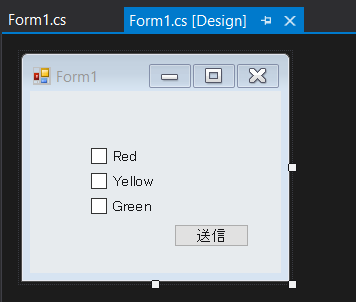 Form1.cs
Form1.cs [Design]
Form1
Red
Yellow
Green
送信